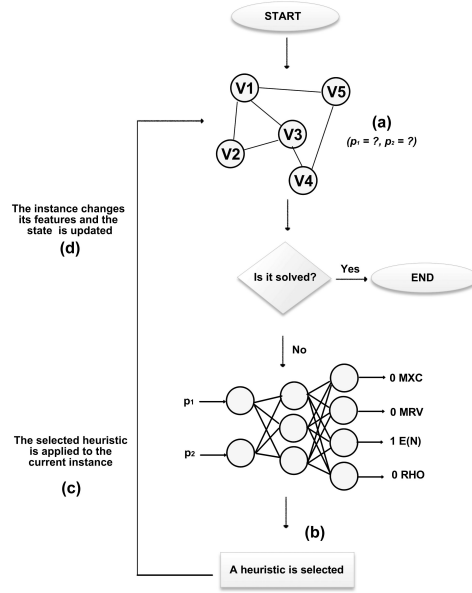 START
V1
V5
(a)
(p₁ = ?, p₂ = ?)
V3
V2
V4
The instance changes
its features and the
state is updated
(d)
Is it solved?
Yes
END
No
0 MXC
p₁
0 MRV
1 E(N)
p₂
0 RHO
The selected heuristic
is applied to the
current instance
(c)
(b)
A heuristic is selected